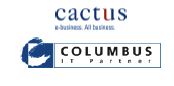 cactus
e-business. All business.
COLUMBUS
IT Partner